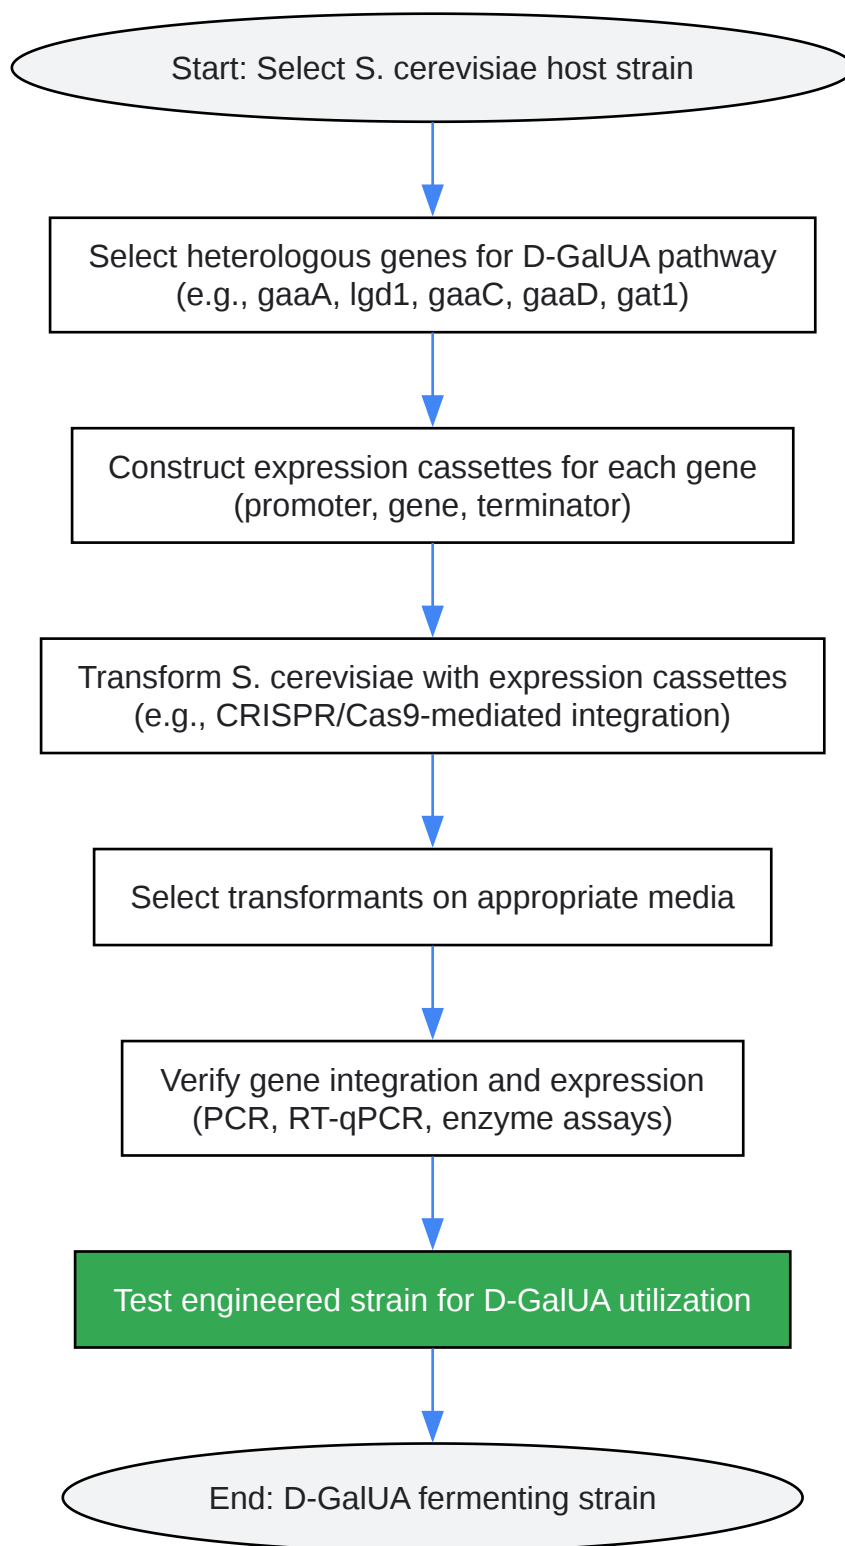 Start: Select S. cerevisiae host strain
Select heterologous genes for D-GalUA pathway
(e.g., gaaA, lgd1, gaaC, gaaD, gat1)
Construct expression cassettes for each gene
(promoter, gene, terminator)
Transform S. cerevisiae with expression cassettes
(e.g., CRISPR/Cas9-mediated integration)
Select transformants on appropriate media
Verify gene integration and expression
(PCR, RT-qPCR, enzyme assays)
Test engineered strain for D-GalUA utilization
End: D-GalUA fermenting strain